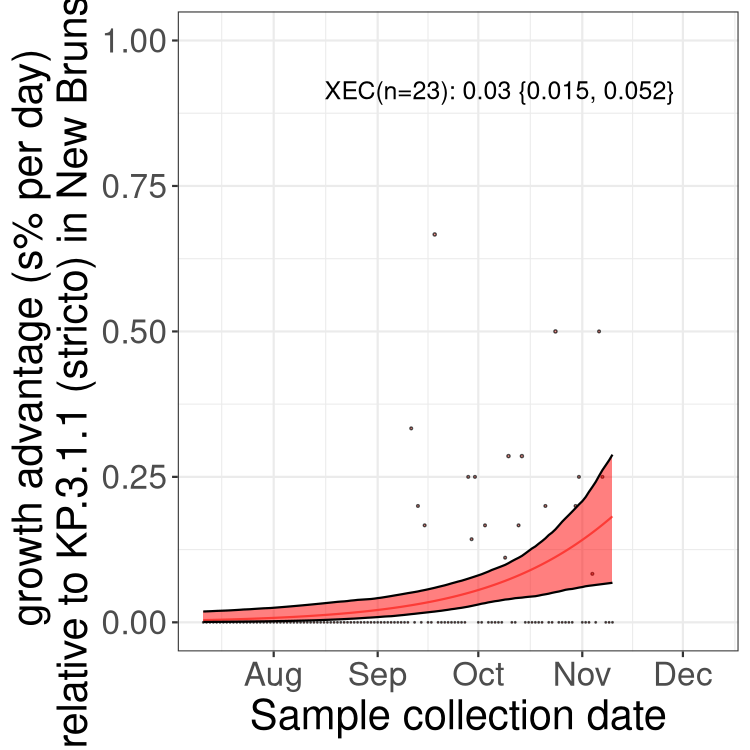 growth advantage (s% per day)
relative to KP.3.1.1 (stricto) in New Bruns
1.00
0.75
0.50
0.25
0.00
XEC(n=23): 0.03 {0.015, 0.052}
Aug Sep Oct Nov Dec
Sample collection date